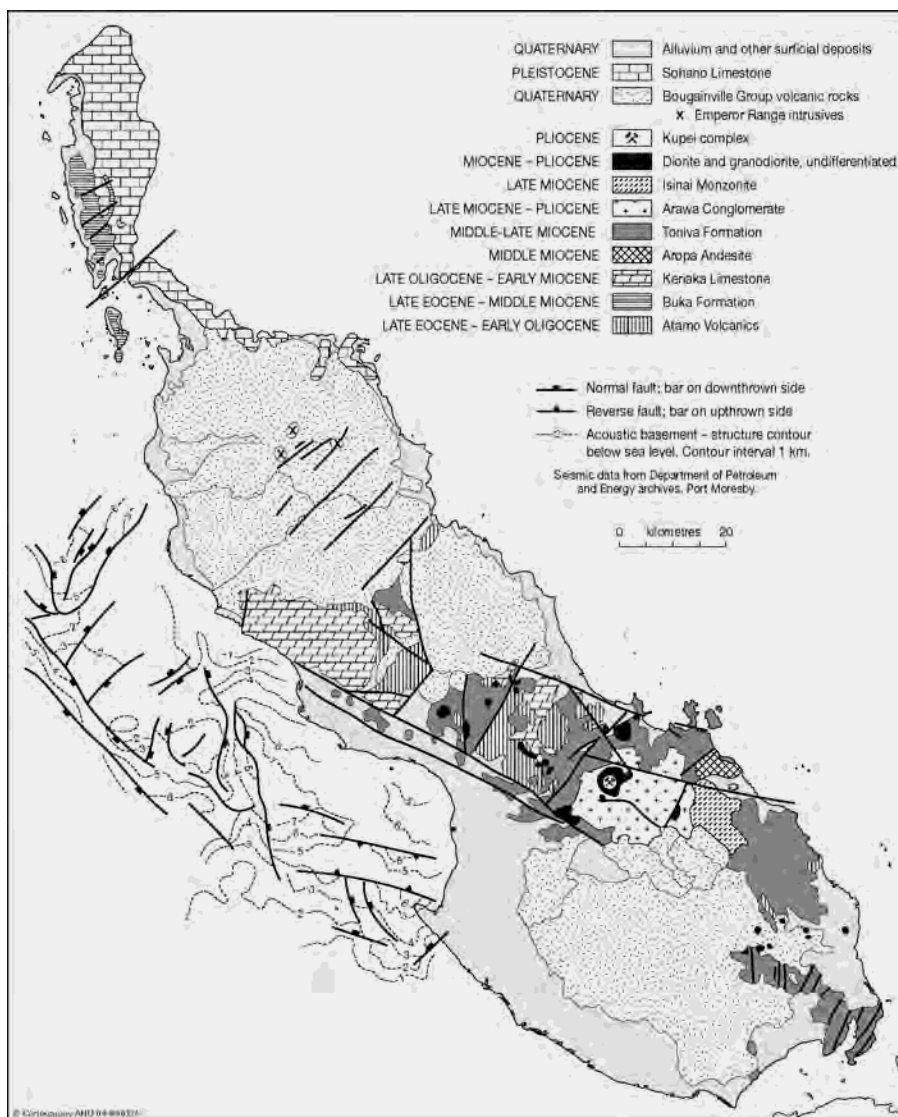 QUATERNARY Alluvium and other surficial deposits
PLEISTOCENE Sohano Limestone
QUATERNARY Bougainville Group volcanic rocks
x Emperor Range intrusives
PLIOCENE Kupei complex
MIOCENE – PLIOCENE Diorite and granodiorite, undifferentiated
LATE MIOCENE Isinai Monzonite
LATE MIOCENE – PLIOCENE Arawa Conglomerate
MIDDLE-LATE MIOCENE Toniva Formation
MIDDLE MIOCENE Aropa Andesite
LATE OLIGOCENE – EARLY MIOCENE Keriaka Limestone
LATE EOCENE – MIDDLE MIOCENE Buka Formation
LATE EOCENE – EARLY OLIGOCENE Atamo Volcanics
Normal fault; bar on downthrown side
Reverse fault; bar on upthrown side
Acoustic basement – structure contour
below sea level. Contour interval 1 km.
Seismic data from Department of Petroleum
and Energy archives, Port Moresby.
0 kilometres 20